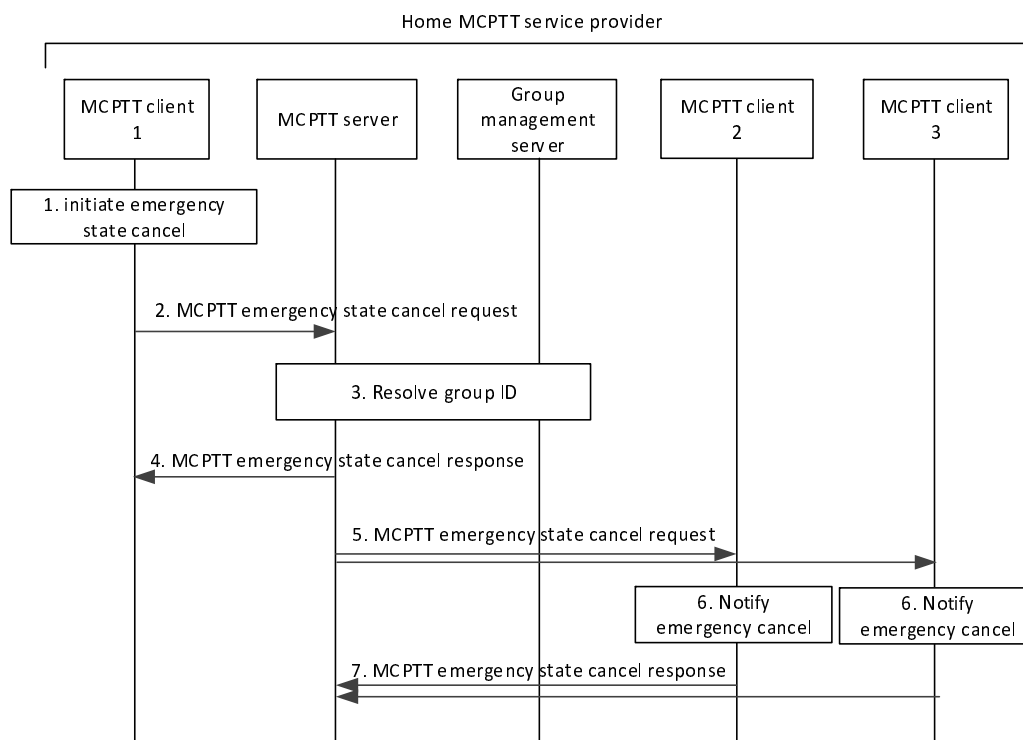 Home MCPTT service provider
MCPTT client
1
MCPTT server
Group
management
server
MCPTT client
2
MCPTT client
3
1. initiate emergency
state cancel
2. MCPTT emergency state cancel request
3. Resolve group ID
4. MCPTT emergency state cancel response
5. MCPTT emergency state cancel request
6. Notify
emergency cancel
6. Notify
emergency cancel
7. MCPTT emergency state cancel response